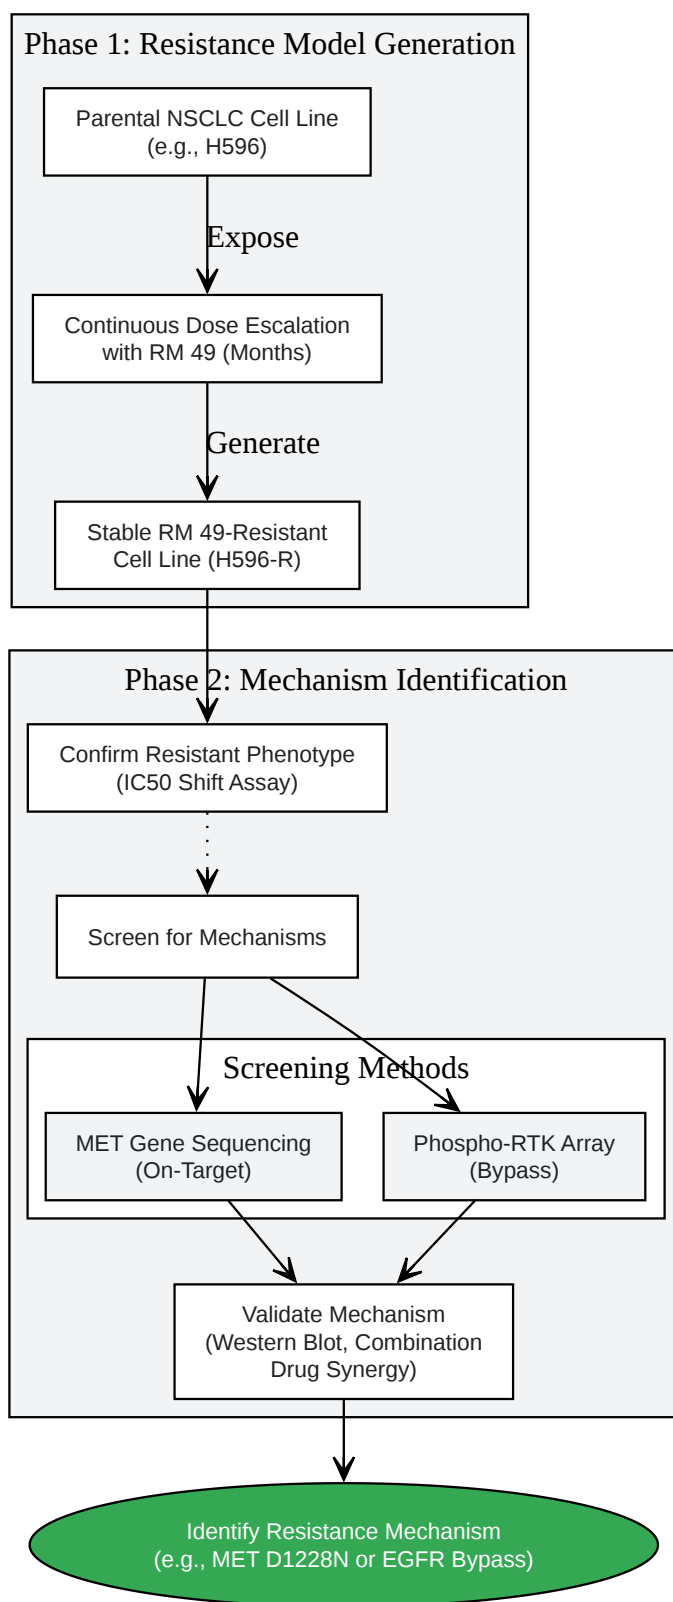 Phase 1: Resistance Model Generation
Parental NSCLC Cell Line
(e.g., H596)
Expose
Continuous Dose Escalation
with RM 49 (Months)
Generate
Stable RM 49-Resistant
Cell Line (H596-R)
Phase 2: Mechanism Identification
Confirm Resistant Phenotype
(IC50 Shift Assay)
Screen for Mechanisms
Screening Methods
MET Gene Sequencing
(On-Target)
Phospho-RTK Array
(Bypass)
Validate Mechanism
(Western Blot, Combination
Drug Synergy)
Identify Resistance Mechanism
(e.g., MET D1228N or EGFR Bypass)